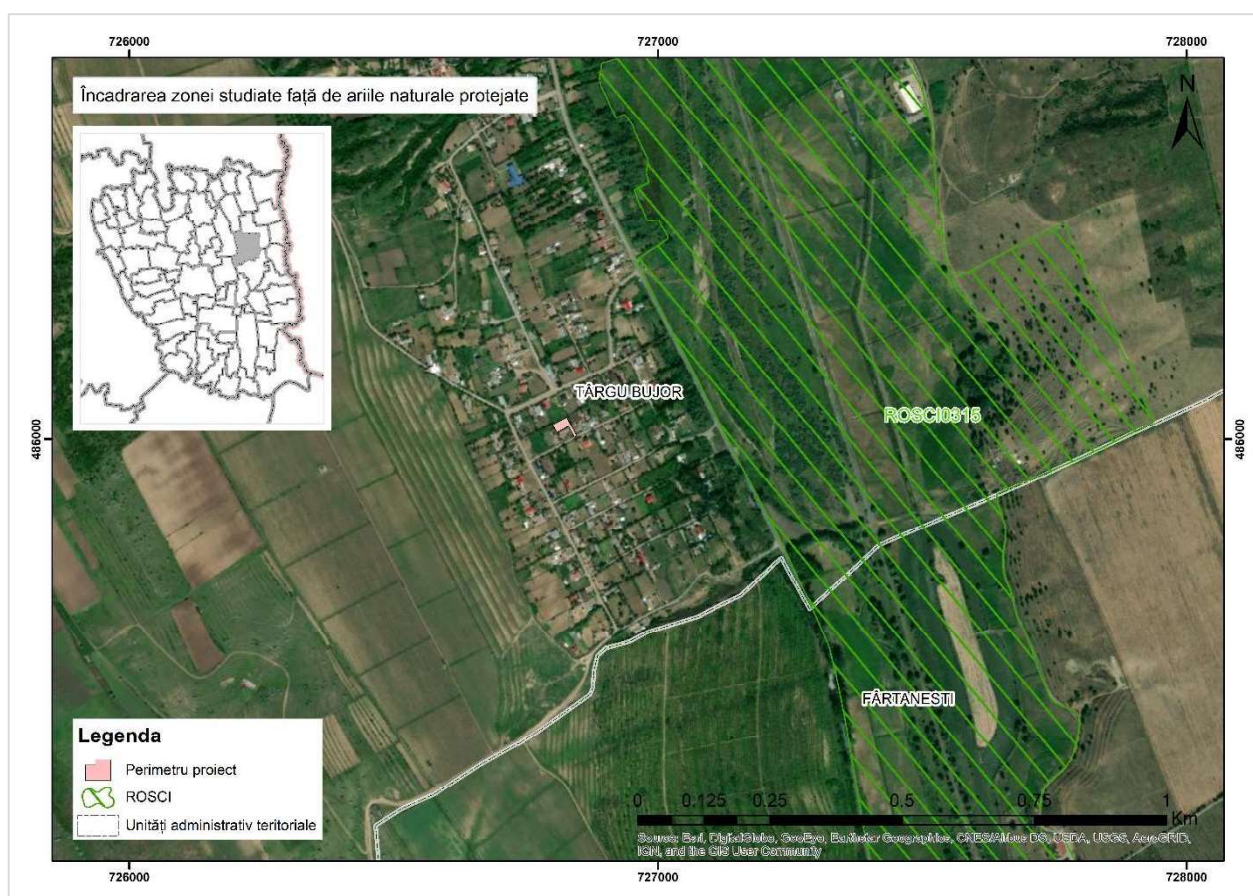 726000 727000 728000
Încadrarea zonei studiate față de ariile naturale protejate
N
TÂRGU BUJOR
ROSCI0315
486000 486000
FÂRTANESTI
Legenda
Perimetru proiect
ROSCI
Unități administrativ teritoriale
0 0.125 0.25 0.5 0.75 1
Km
Source: Esri, DigitalGlobe, GeoEye, Earthstar Geographics, CNES/Airbus DS, USDA, USGS, AeroGRID,
IGN, and the GIS User Community
726000 727000 728000